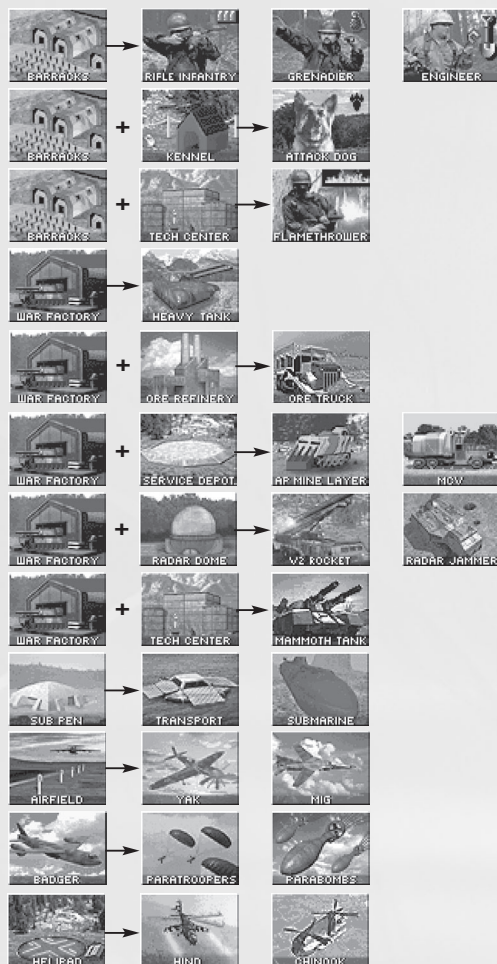 BARRACKS RIFLE INFANTRY GRENADIER ENGINEER
BARRACKS + KENNEL ATTACK DOG
BARRACKS + TECH CENTER FLAMETHROWER
WAR FACTORY HEAVY TANK
WAR FACTORY + ORE REFINERY ORE TRUCK
WAR FACTORY + SERVICE DEPOT AP MINE LAYER MCV
WAR FACTORY + RADAR DOME V2 ROCKET RADAR JAMMER
WAR FACTORY + TECH CENTER MAMMOTH TANK
SUB PEN TRANSPORT SUBMARINE
AIRFIELD YAK MIG
BADGER PARATROOPERS PARABOMBS
HELIPAD HIND CHINOOK